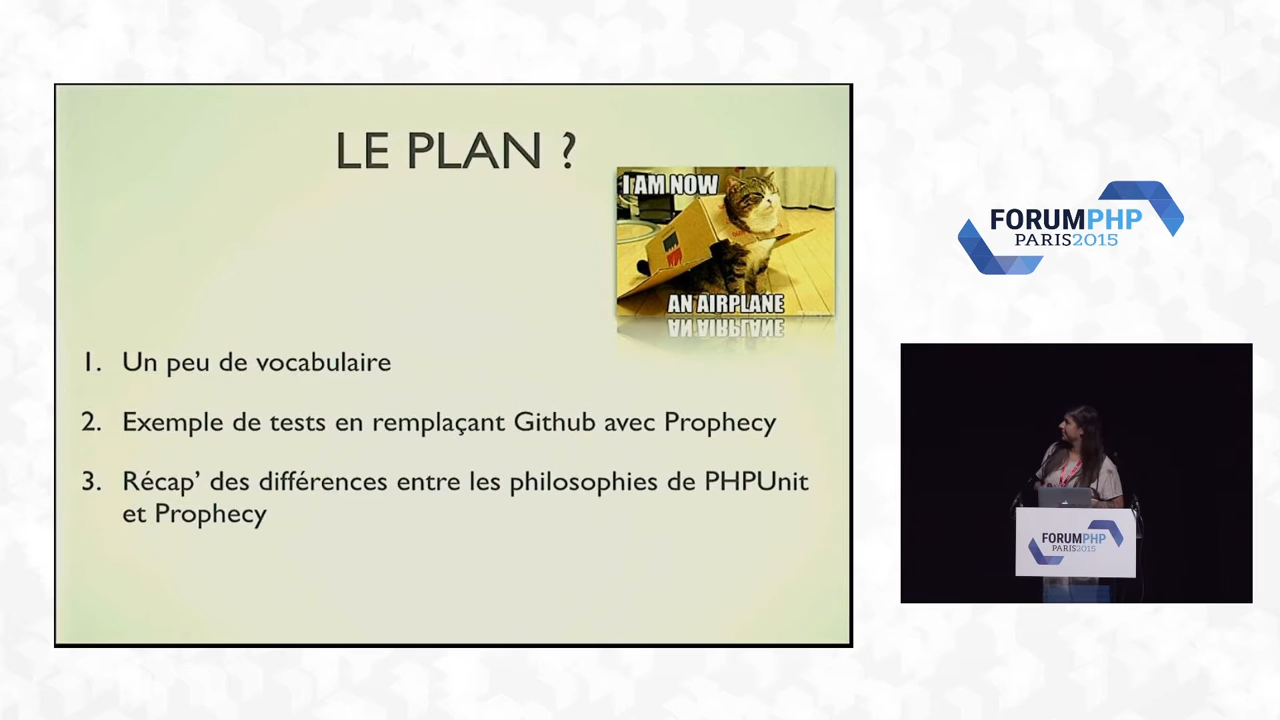 LE PLAN ?
I AM NOW
AN AIRPLANE
1. Un peu de vocabulaire
2. Exemple de tests en remplaçant Github avec Prophecy
3. Récap’ des différences entre les philosophies de PHPUnit
et Prophecy
FORUMPHP
PARIS2015
FORUMPHP
PARIS2015